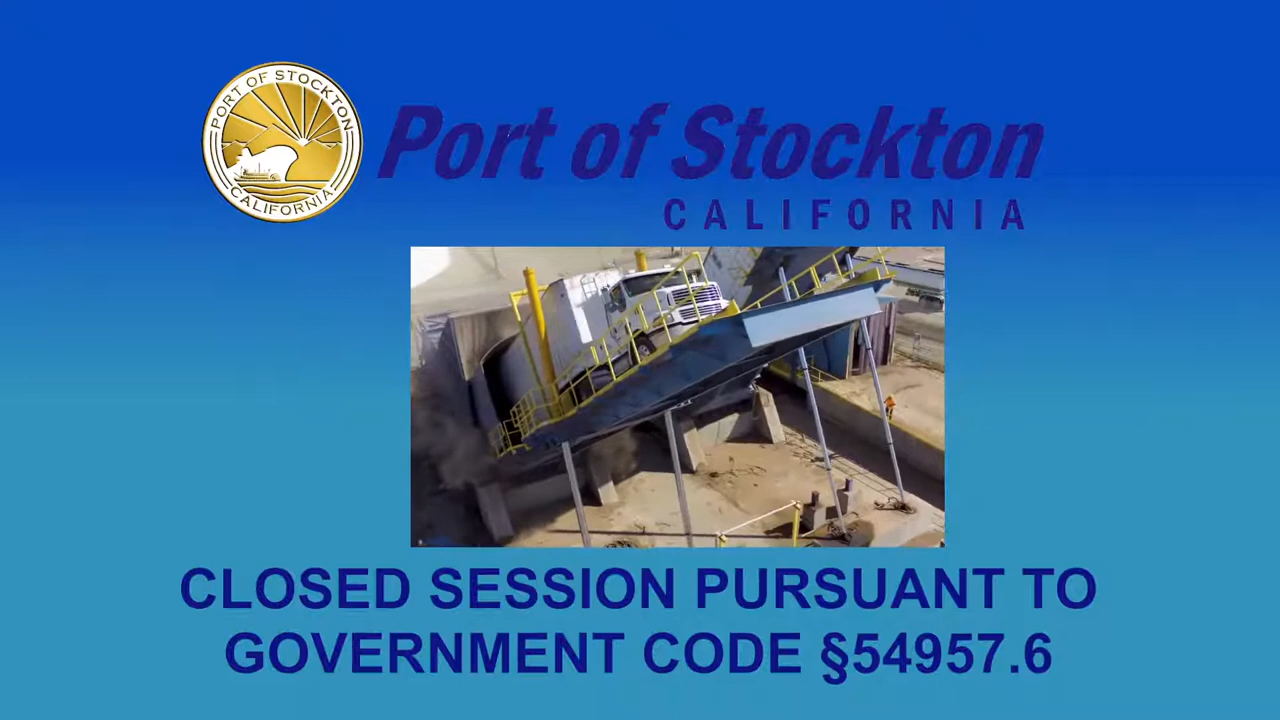 PORT OF STOCKTON
CALIFORNIA
Port of Stockton
CALIFORNIA
CLOSED SESSION PURSUANT TO
GOVERNMENT CODE §54957.6